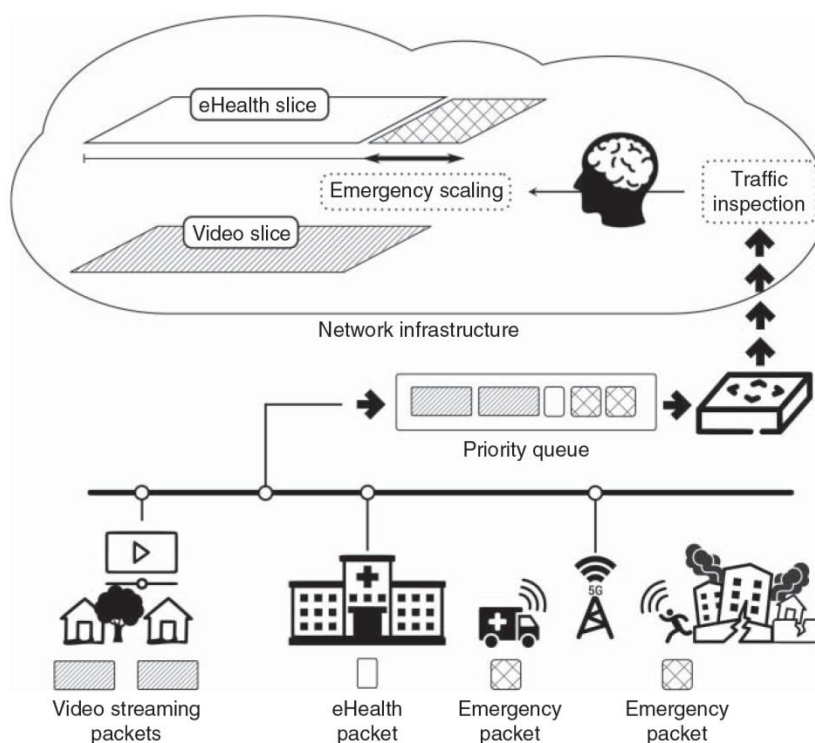 eHealth slice
Emergency scaling
Traffic
inspection
Video slice
Network infrastructure
Priority queue
5G
Video streaming
packets
eHealth
packet
Emergency
packet
Emergency
packet